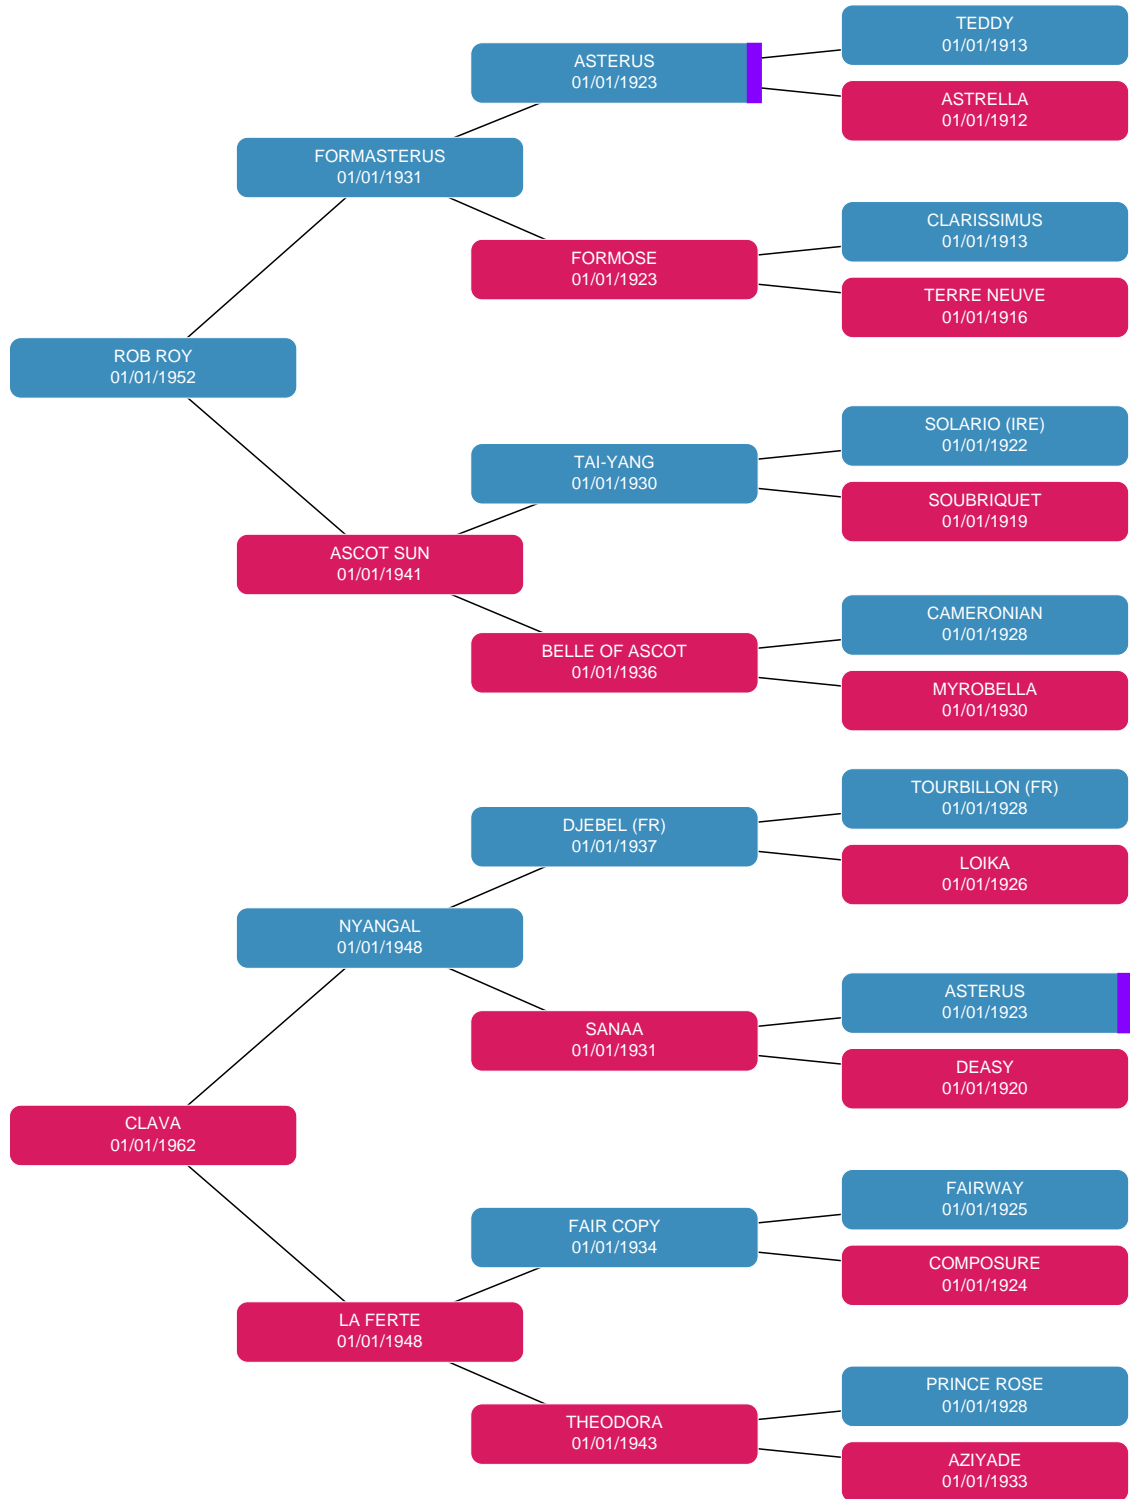 TEDDY
01/01/1913
ASTERUS
01/01/1923
ASTRELLA
01/01/1912
FORMASTERUS
01/01/1931
CLARISSIMUS
01/01/1913
FORMOSE
01/01/1923
TERRE NEUVE
01/01/1916
ROB ROY
01/01/1952
SOLARIO (IRE)
01/01/1922
TAI-YANG
01/01/1930
SOUBRIQUET
01/01/1919
ASCOT SUN
01/01/1941
CAMERONIAN
01/01/1928
BELLE OF ASCOT
01/01/1936
MYROBELLA
01/01/1930
TOURBILLON (FR)
01/01/1928
DJEBEL (FR)
01/01/1937
LOIKA
01/01/1926
NYANGAL
01/01/1948
ASTERUS
01/01/1923
SANAA
01/01/1931
DEASY
01/01/1920
CLAVA
01/01/1962
FAIRWAY
01/01/1925
FAIR COPY
01/01/1934
COMPOSURE
01/01/1924
LA FERTE
01/01/1948
PRINCE ROSE
01/01/1928
THEODORA
01/01/1943
AZIYADE
01/01/1933